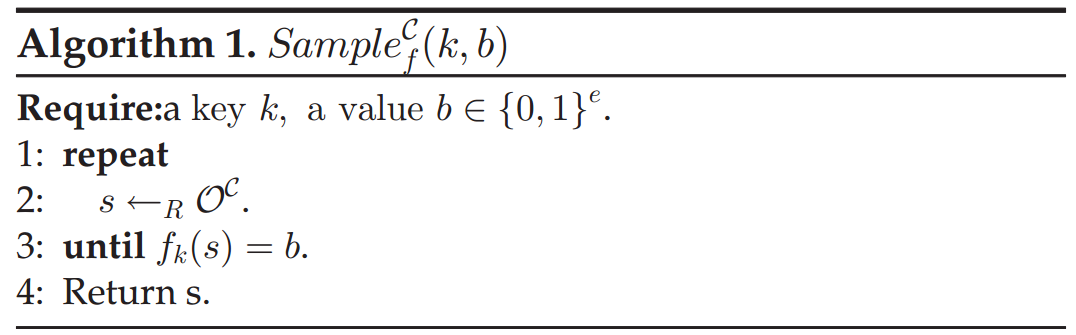 Algorithm 1. Sample_f^𝒞(k, b)
Require:a key k, a value b ∈ {0, 1}^e.
1: repeat
2: s ←_R 𝒪^𝒞.
3: until f_k(s) = b.
4: Return s.